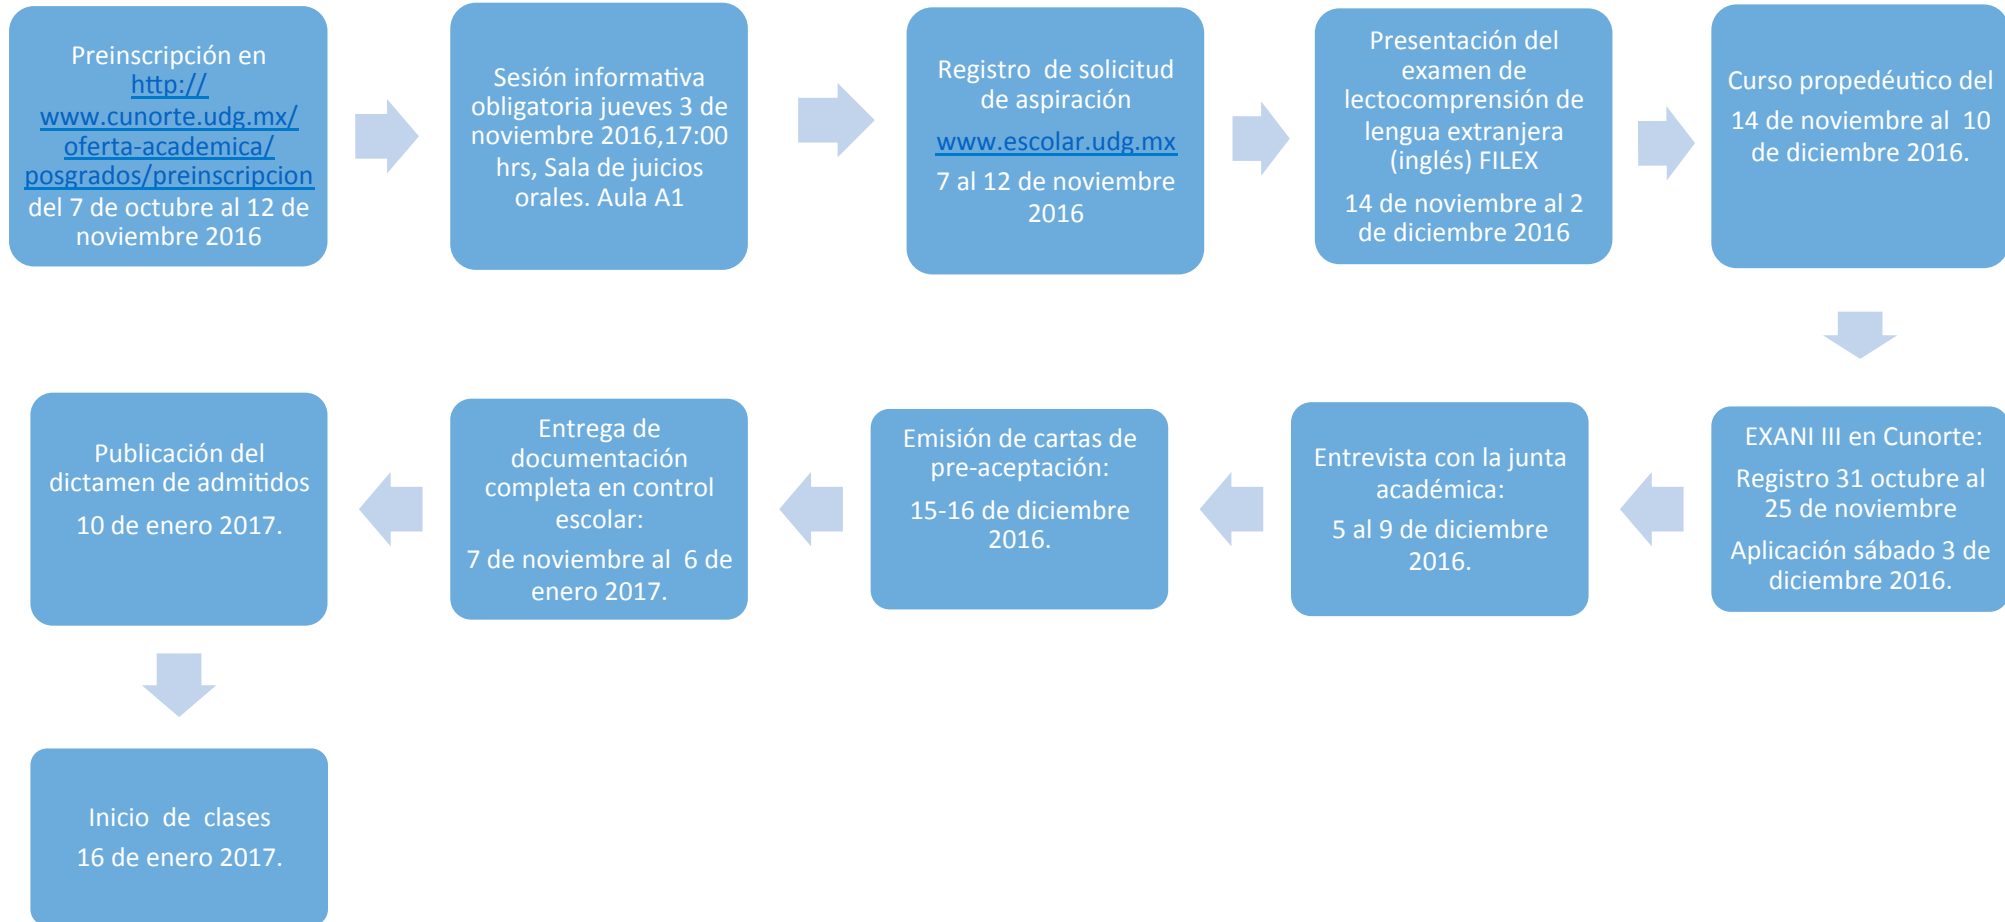 Preinscripción en
http://
www.cunorte.udg.mx/
oferta-academica/
posgrados/preinscripcion
del 7 de octubre al 12 de
noviembre 2016
Sesión informativa
obligatoria jueves 3 de
noviembre 2016,17:00
hrs, Sala de juicios
orales. Aula A1
Registro de solicitud
de aspiración
www.escolar.udg.mx
7 al 12 de noviembre
2016
Presentación del
examen de
lectocomprensión de
lengua extranjera
(inglés) FILEX
14 de noviembre al 2
de diciembre 2016
Curso propedéutico del
14 de noviembre al 10
de diciembre 2016.
EXANI III en Cunorte:
Registro 31 octubre al
25 de noviembre
Aplicación sábado 3 de
diciembre 2016.
Entrevista con la junta
académica:
5 al 9 de diciembre
2016.
Emisión de cartas de
pre-aceptación:
15-16 de diciembre
2016.
Entrega de
documentación
completa en control
escolar:
7 de noviembre al 6 de
enero 2017.
Publicación del
dictamen de admitidos
10 de enero 2017.
Inicio de clases
16 de enero 2017.